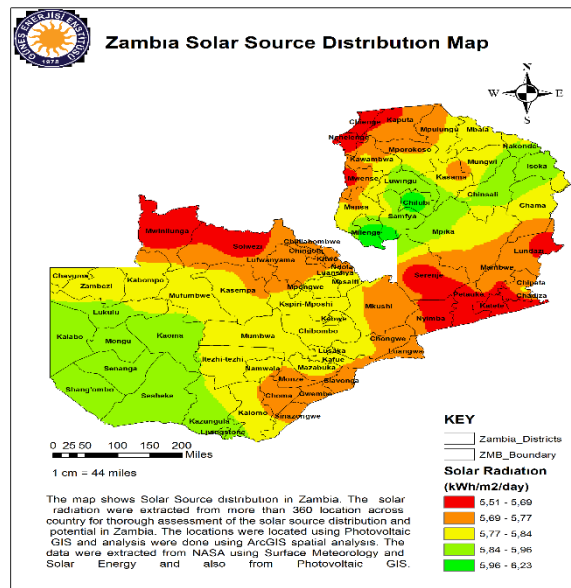 GÜNEŞ ENERJİSİ ENSTİTÜSÜ
1978
Zambıa Solar Source Dıstrıbutıon Map
N
W E
S
Chienge
Kaputa
Mpulungu
Mbala
Nchelenge
Mporokoso
Nakonde
Kawambwa
Mungwi
Isoka
Mwense
Luwingu
Kasama
Chinsali
Mansa
Chilubi
Chama
Samfya
Milenge
Mpika
Lundazi
Mwinilunga
Solwezi
Chililabombwe
Chingola
Lufwanyama
Kitwe
Ndola
Luanshya
Masaiti
Mambwe
Serenje
Chipata
Chavuma
Zambezi
Kabompo
Kasempa
Mpongwe
Petauke
Katete
Chadiza
Mufumbwe
Kapiri-Mposhi
Mkushi
Nyimba
Lukulu
Kabwe
Kalabo
Mongu
Kaoma
Mumbwa
Chibombo
Chongwe
Luangwa
Itezhi-tezhi
Lusaka
Kafue
Senanga
Namwala
Mazabuka
Shang'ombo
Sesheke
Monze
Siavonga
Choma
Gwembe
Kalomo
Sinazongwe
Kazungula
Livingstone
0 25 50 100 150 200
Miles
1 cm = 44 miles
KEY
Zambia_Districts
ZMB_Boundary
Solar Radıatıon
(kWh/m2/day)
5,51 - 5,69
5,69 - 5,77
5,77 - 5,84
5,84 - 5,96
5,96 - 6,23
The map shows Solar Source distribution in Zambia. The solar
radiation were extracted from more than 360 location across
country for thorough assessment of the solar source distribution and
potential in Zambia. The locations were located using Photovoltaic
GIS and analysis were done using ArcGIS spatial analysis. The
data were extracted from NASA using Surface Meteorology and
Solar Energy and also from Photovoltaic GIS.